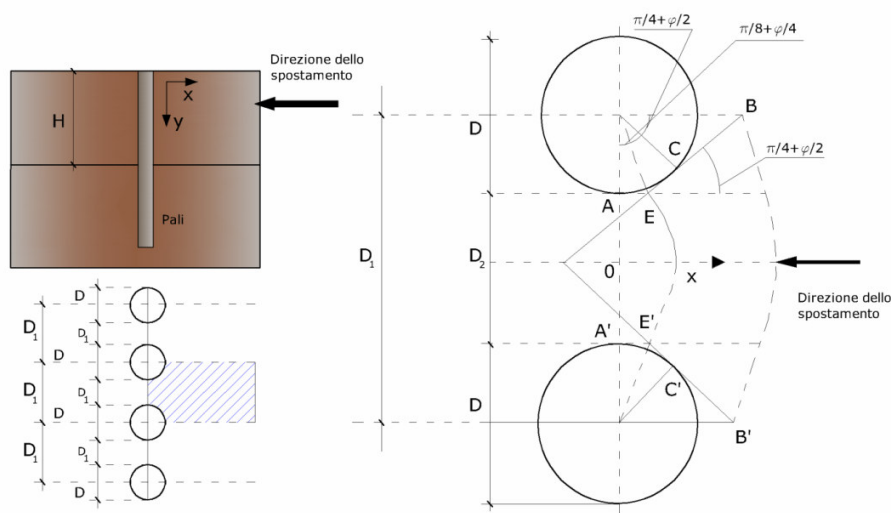 Direzione dello
spostamento
H
x
y
Pali
D
D1
D1
D
D1
D1
D
D1
D1
D
D1
π/4+φ/2
π/8+φ/4
D
B
C
π/4+φ/2
A
E
D1
D2
0
x
Direzione dello
spostamento
A'
E'
D
C'
B'